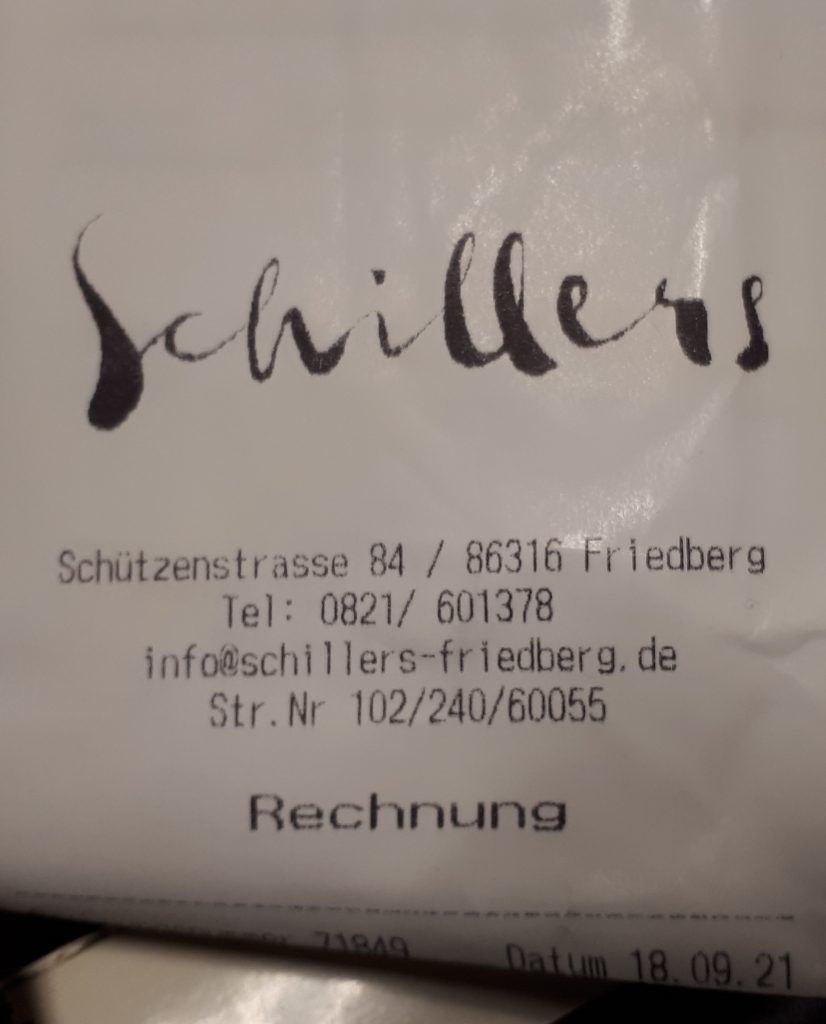 Schillers
Schützenstrasse 84 / 86316 Friedberg
Tel: 0821/ 601378
info@schillers-friedberg.de
Str.Nr 102/240/60055
Rechnung
71849 Datum 18.09.21